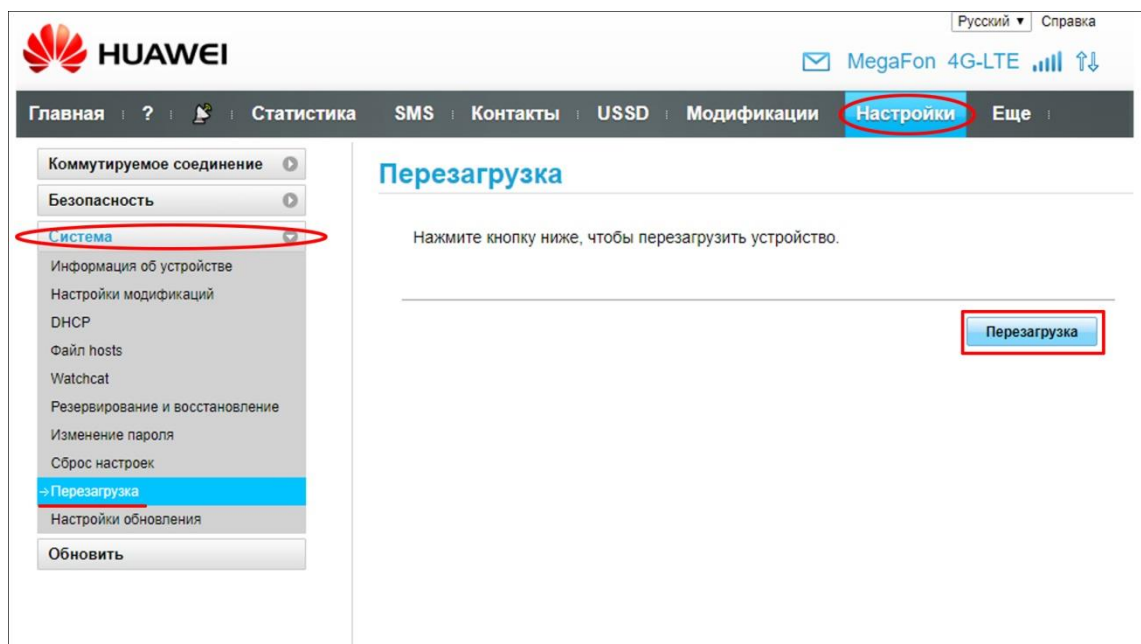 Русский ▼ Справка
HUAWEI
MegaFon 4G-LTE
Главная ? Статистика SMS Контакты USSD Модификации Настройки Еще
Коммутируемое соединение
Безопасность
Система
Информация об устройстве
Настройки модификаций
DHCP
Файл hosts
Watchcat
Резервирование и восстановление
Изменение пароля
Сброс настроек
→Перезагрузка
Настройки обновления
Обновить
Перезагрузка
Нажмите кнопку ниже, чтобы перезагрузить устройство.
Перезагрузка